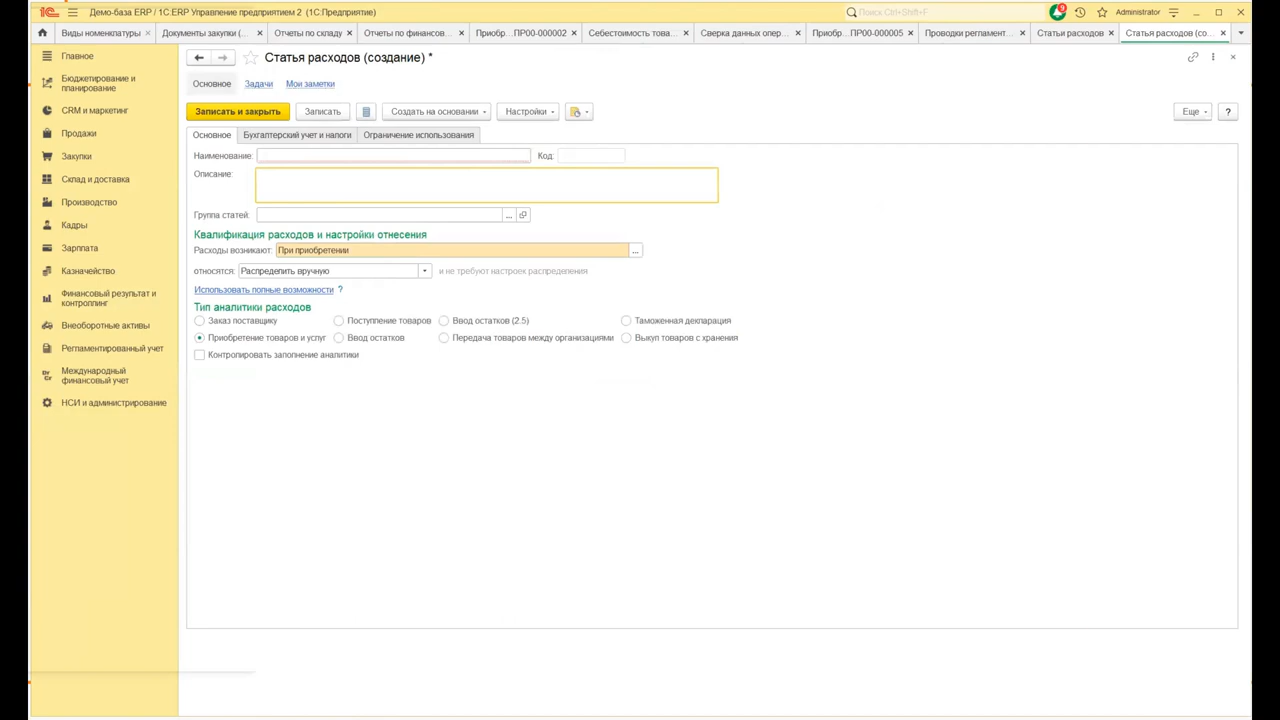 Демо-база ERP / 1С:ERP Управление предприятием 2 (1С:Предприятие)
Поиск Ctrl+Shift+F
9
Administrator
Виды номенклатуры
Документы закупки (...
Отчеты по складу
Отчеты по финансов...
Приобр...ПР00-000002
Себестоимость това...
Сверка данных опер...
Приобр...ПР00-000005
Проводки регламент...
Статьи расходов
Статья расходов (со...
Главное
Бюджетирование и
планирование
CRM и маркетинг
Продажи
Закупки
Склад и доставка
Производство
Кадры
Зарплата
Казначейство
Финансовый результат и
контроллинг
Внеоборотные активы
Регламентированный учет
Международный
финансовый учет
НСИ и администрирование
Статья расходов (создание) *
Основное Задачи Мои заметки
Записать и закрыть Записать Создать на основании Настройки Еще ?
Основное Бухгалтерский учет и налоги Ограничение использования
Наименование: Код:
Описание:
Группа статей: ...
Квалификация расходов и настройки отнесения
Расходы возникают: При приобретении ...
относятся: Распределить вручную и не требуют настроек распределения
Использовать полные возможности ?
Тип аналитики расходов
Заказ поставщику Поступление товаров Ввод остатков (2.5) Таможенная декларация
Приобретение товаров и услуг Ввод остатков Передача товаров между организациями Выкуп товаров с хранения
Контролировать заполнение аналитики